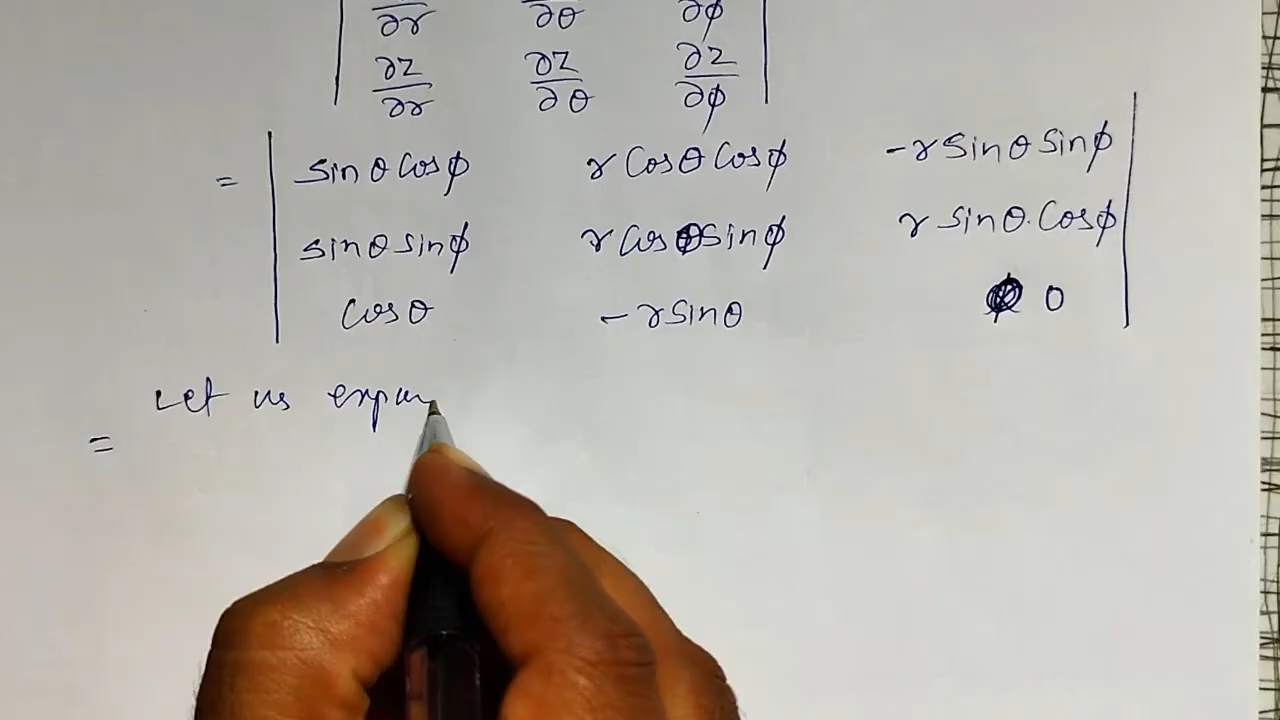 ∂r ∂θ ∂ϕ
∂z/∂r ∂z/∂θ ∂z/∂ϕ
= | sinθ cosϕ r cosθ cosϕ -r sinθ sinϕ |
| sinθ sinϕ r cosθ sinϕ r sinθ. cosϕ |
| cosθ -r sinθ 0 |
Let us expan
=